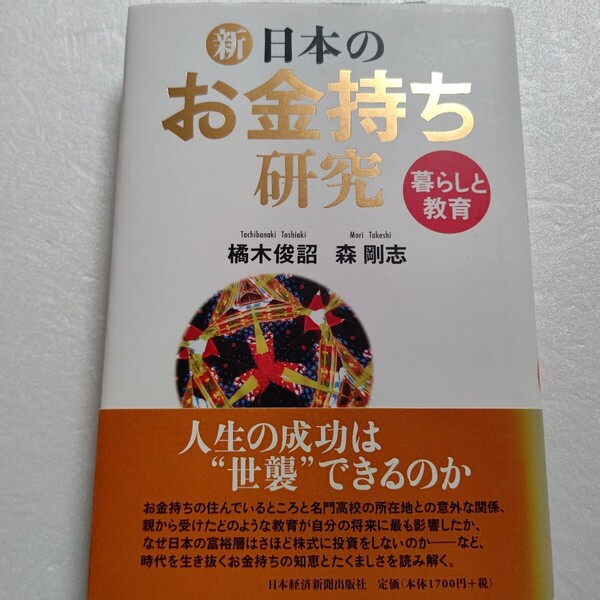 新 日本の
お金持ち
研究
暮らしと
教育
Tachibanaki Toshiaki Mori Takeshi
橘木俊詔 森 剛志
人生の成功は
“世襲”できるのか
お金持ちの住んでいるところと名門高校の所在地との意外な関係、
親から受けたどのような教育が自分の将来に最も影響したか、
なぜ日本の富裕層はさほど株式に投資をしないのか――など、
時代を生き抜くお金持ちの知恵とたくましさを読み解く。
日本経済新聞出版社 定価(本体1700円+税)